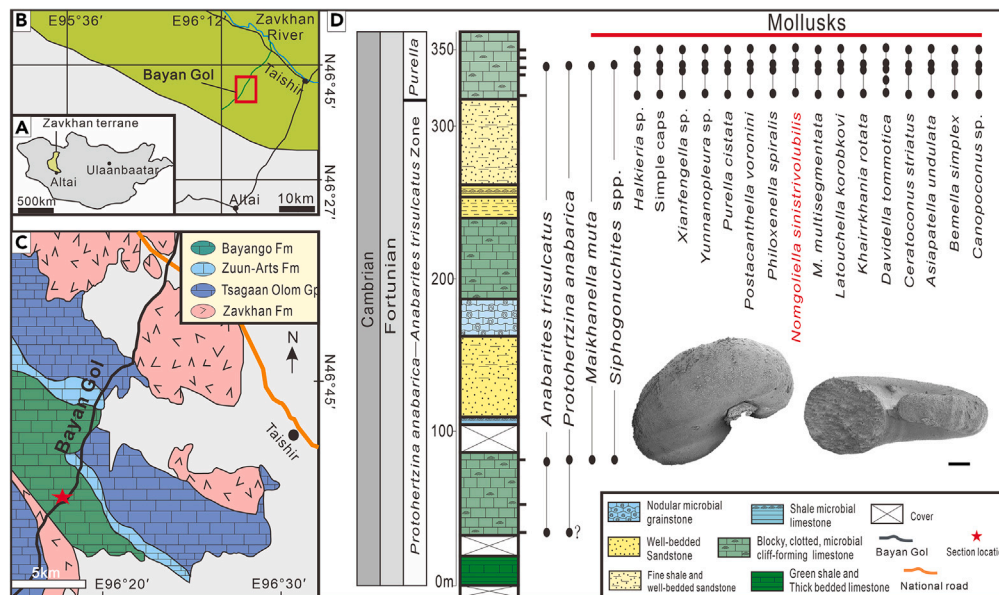 B
E95°36′
E96°12′
Zavkhan
River
Taishir
Bayan Gol
N46°45′
N46°27′
Altai
10km
A
Zavkhan terrane
Ulaanbaatar
Altai
500km
C
Bayango Fm
Zuun-Arts Fm
Tsagaan Olom Gp
Zavkhan Fm
N
Bayan Gol
N46°45′
Taishir
5km
E96°20′
E96°30′
D
Cambrian
Fortunian
Protohertzina anabarica - Anabarites trisulcatus Zone
Purella
350
300
200
100
0m
Mollusks
Anabarites trisulcatus
Protohertzina anabarica
Maikhanella muta
Siphogonuchites spp.
?
Halkieria sp.
Simple caps
Xianfengella sp.
Yunnanopleura sp.
Purella cistata
Postacanthella voronini
Philoxenella spiralis
Nomgoliella sinistrivolubilis
M. multisegmentata
Latouchella korobkovi
Khairrkhania rotata
Davidella tommotica
Ceratoconus striatus
Asiapatella undulata
Bemella simplex
Canopoconus sp.
Nodular microbial
grainstone
Shale microbial
limestone
Cover
Well-bedded
Sandstone
Blocky, clotted, microbial
cliff-forming limestone
Bayan Gol
Section locatio
Fine shale and
well-bedded sandstone
Green shale and
Thick bedded limestone
National road